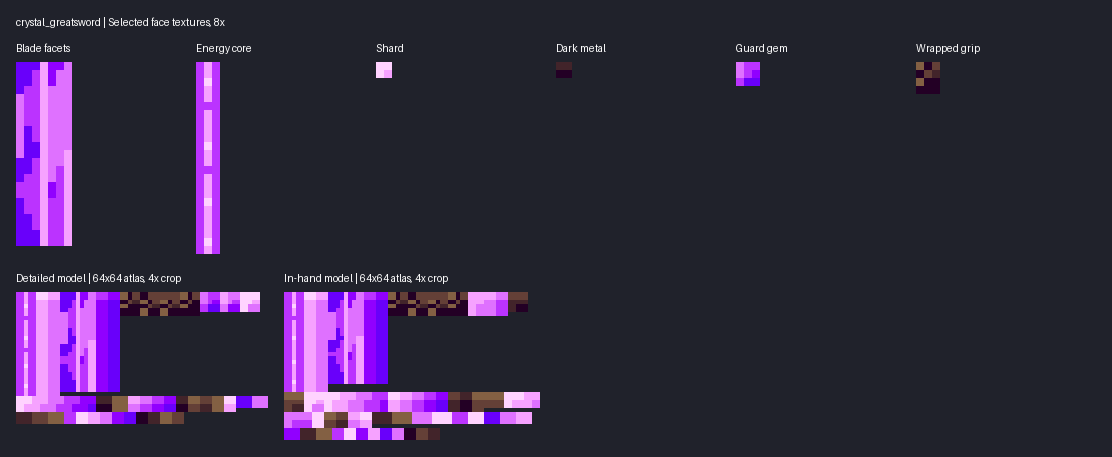 crystal_greatsword | Selected face textures, 8x
Blade facets
Energy core
Shard
Dark metal
Guard gem
Wrapped grip
Detailed model | 64x64 atlas, 4x crop
In-hand model | 64x64 atlas, 4x crop